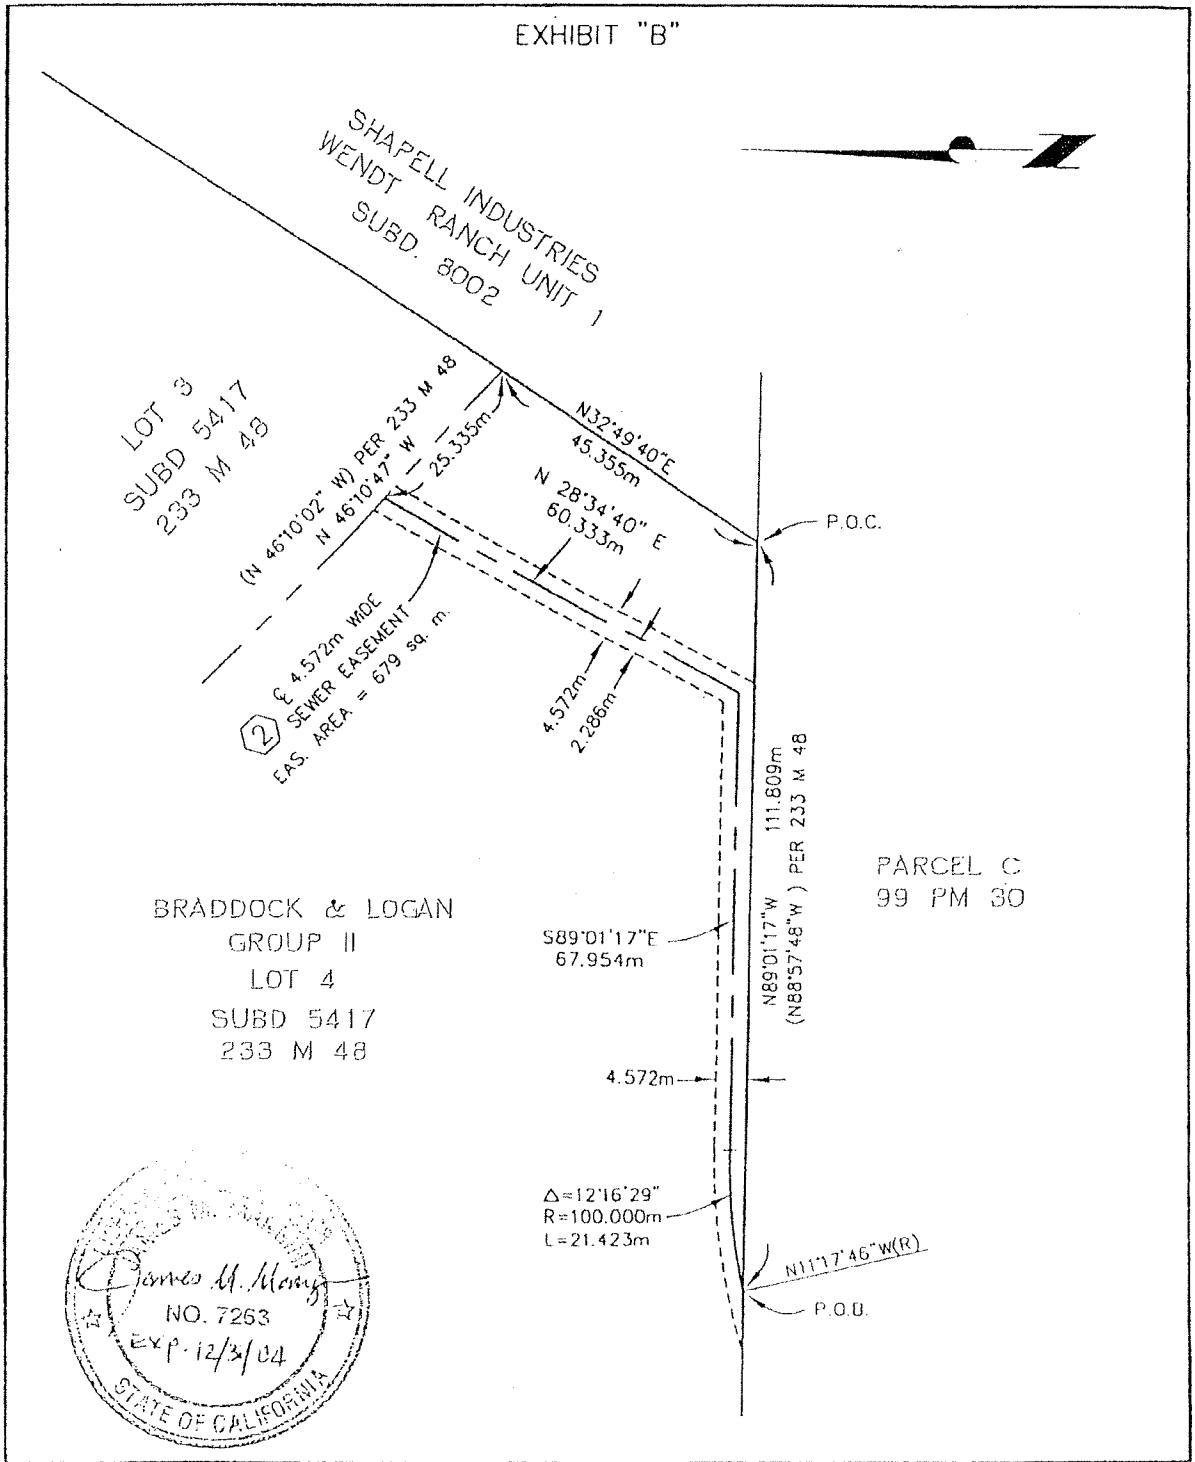 EXHIBIT "B"
SHAPELL INDUSTRIES
WENDT RANCH UNIT 1
SUBD. 8002
LOT 3
SUBD 5417
233 M 48
(N 46°10'02" W) PER 233 M 48
N 46°10'47" W
25.335m
N32°49'40"E
45.355m
N 28°34'40" E
60.333m
P.O.C.
℄ 4.572m WIDE
2 SEWER EASEMENT
EAS. AREA = 679 sq. m.
4.572m
2.286m
N89°01'17"W 111.809m
(N88°57'48"W ) PER 233 M 48
PARCEL C
99 PM 30
BRADDOCK & LOGAN
GROUP II
LOT 4
SUBD 5417
233 M 48
S89°01'17"E
67.954m
4.572m
Δ=12°16'29"
R=100.000m
L=21.423m
N11°17'46"W(R)
P.O.B.
NO. 7263
EXP. 12/31/04
STATE OF CALIFORNIA